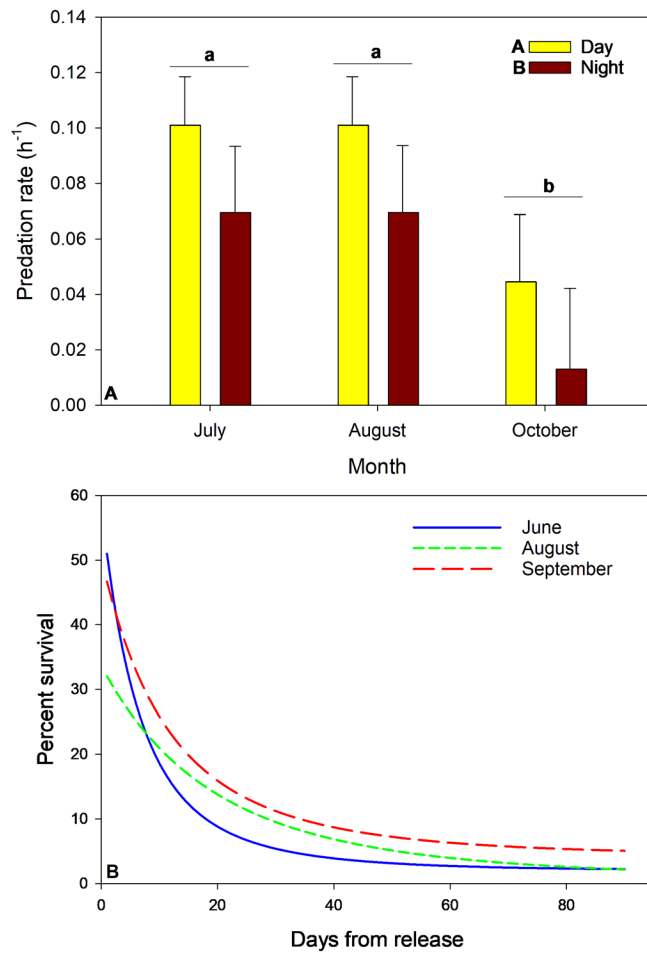 0.14
0.12
0.10
0.08
0.06
0.04
0.02
0.00
Predation rate (h-1)
a
a
b
A Day
B Night
A
July August October
Month
60
50
40
30
20
10
0
Percent survival
June
August
September
B
0 20 40 60 80
Days from release